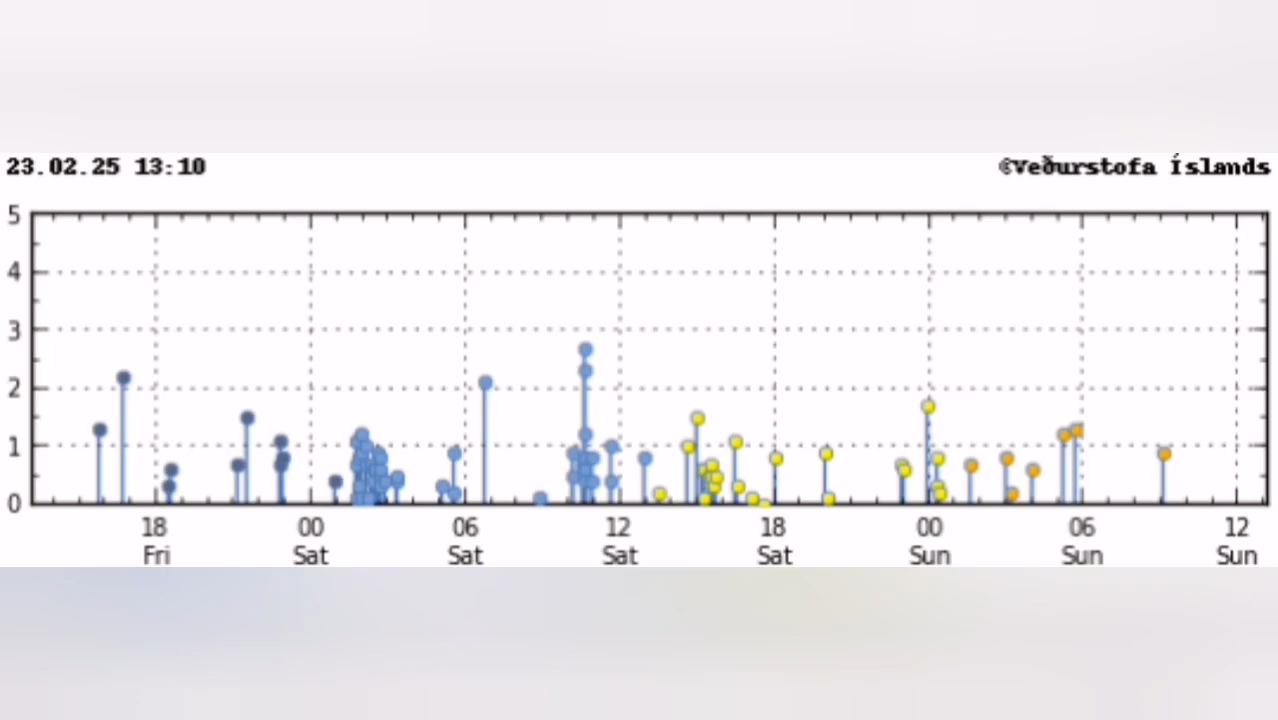 23.02.25 13:10
©Veðurstofa Íslands
5
4
3
2
1
0
18 00 06 12 18 00 06 12
Fri Sat Sat Sat Sat Sun Sun Sun